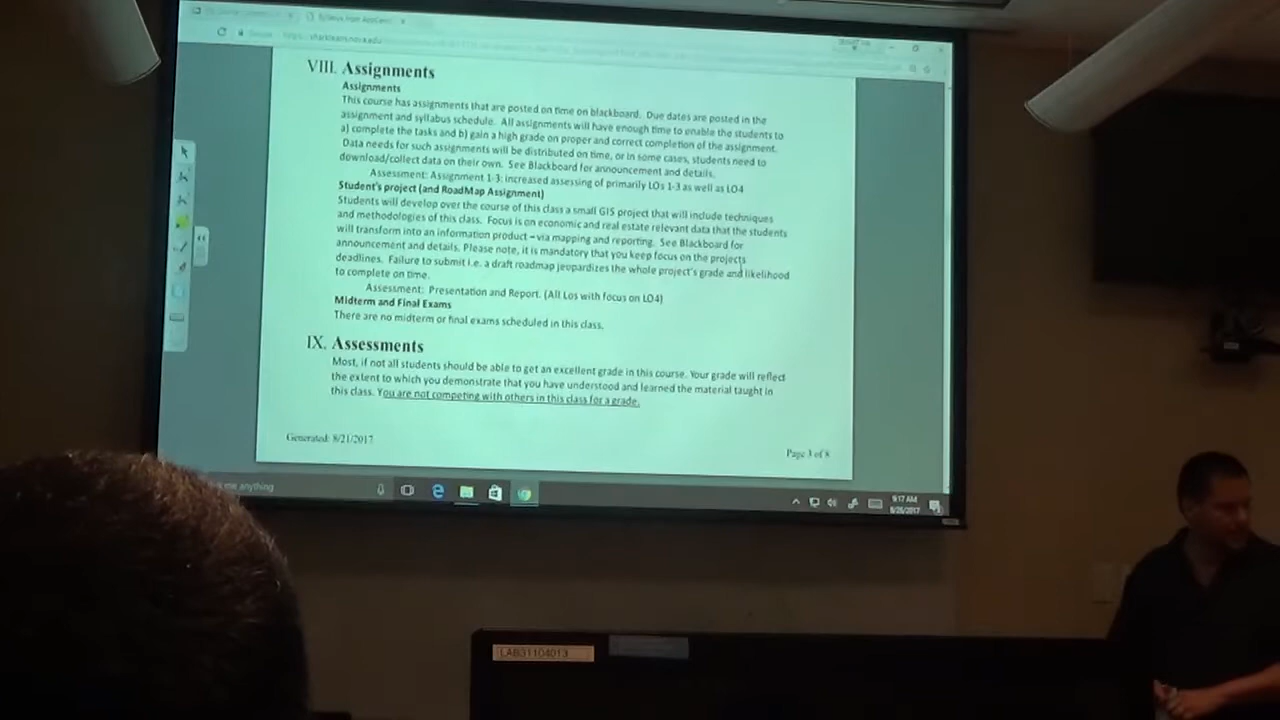 Syllabus
sharklearn.nova.edu
VIII. Assignments
Assignments
This course has assignments that are posted on time on blackboard. Due dates are posted in the
assignment and syllabus schedule. All assignments will have enough time to enable the students to
a) complete the tasks and b) gain a high grade on proper and correct completion of the assignment.
Data needs for such assignments will be distributed on time, or in some cases, students need to
download/collect data on their own. See Blackboard for announcement and details.
Assessment: Assignment 1-3: increased assessing of primarily LOs 1-3 as well as LO4
Student's project (and RoadMap Assignment)
Students will develop over the course of this class a small GIS project that will include techniques
and methodologies of this class. Focus is on economic and real estate relevant data that the students
will transform into an information product – via mapping and reporting. See Blackboard for
announcement and details. Please note, it is mandatory that you keep focus on the projects
deadlines. Failure to submit i.e. a draft roadmap jeopardizes the whole project's grade and likelihood
to complete on time.
Assessment: Presentation and Report. (All Los with focus on LO4)
Midterm and Final Exams
There are no midterm or final exams scheduled in this class.
IX. Assessments
Most, if not all students should be able to get an excellent grade in this course. Your grade will reflect
the extent to which you demonstrate that you have understood and learned the material taught in
this class. You are not competing with others in this class for a grade.
Generated: 8/21/2017
Page 3 of 8
me anything
9:17 AM
8/26/2017
LAB31104013